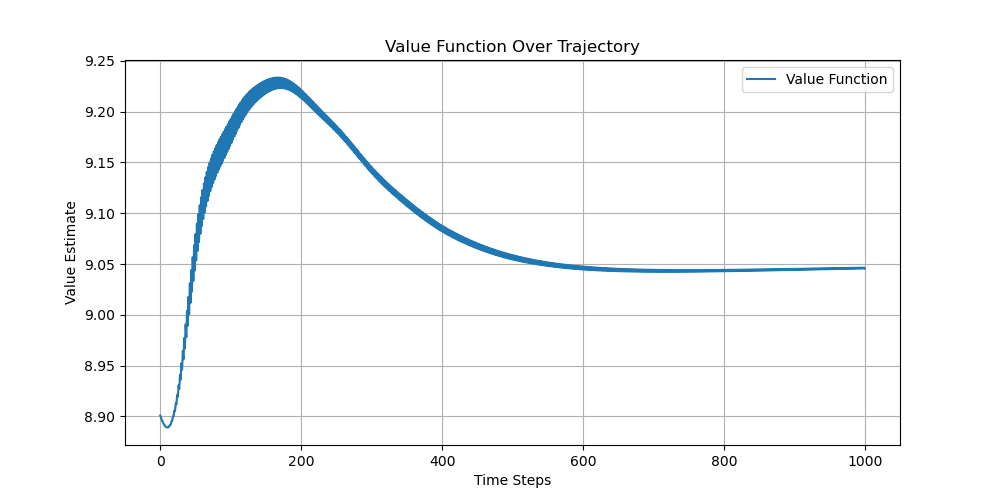 Value Function Over Trajectory
Value Function
Value Estimate
9.25
9.20
9.15
9.10
9.05
9.00
8.95
8.90
0 200 400 600 800 1000
Time Steps